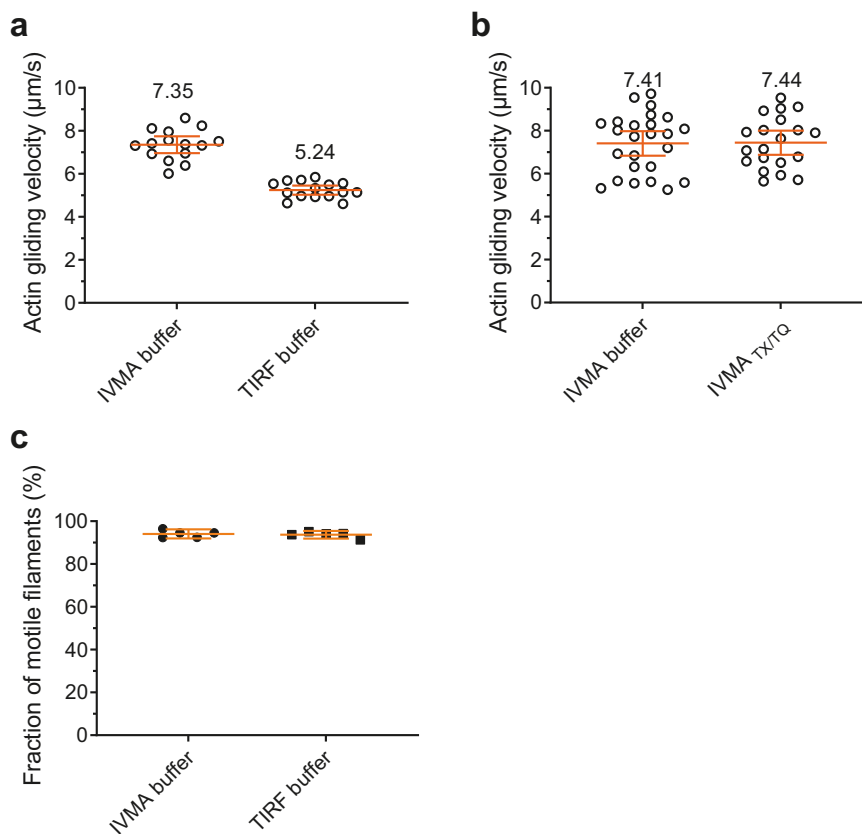 a
Actin gliding velocity (µm/s)
10
8
6
4
2
0
7.35
5.24
IVMA buffer
TIRF buffer
b
Actin gliding velocity (µm/s)
10
8
6
4
2
0
7.41
7.44
IVMA buffer
IVMA TX/TQ
c
Fraction of motile filaments (%)
100
80
60
40
20
0
IVMA buffer
TIRF buffer